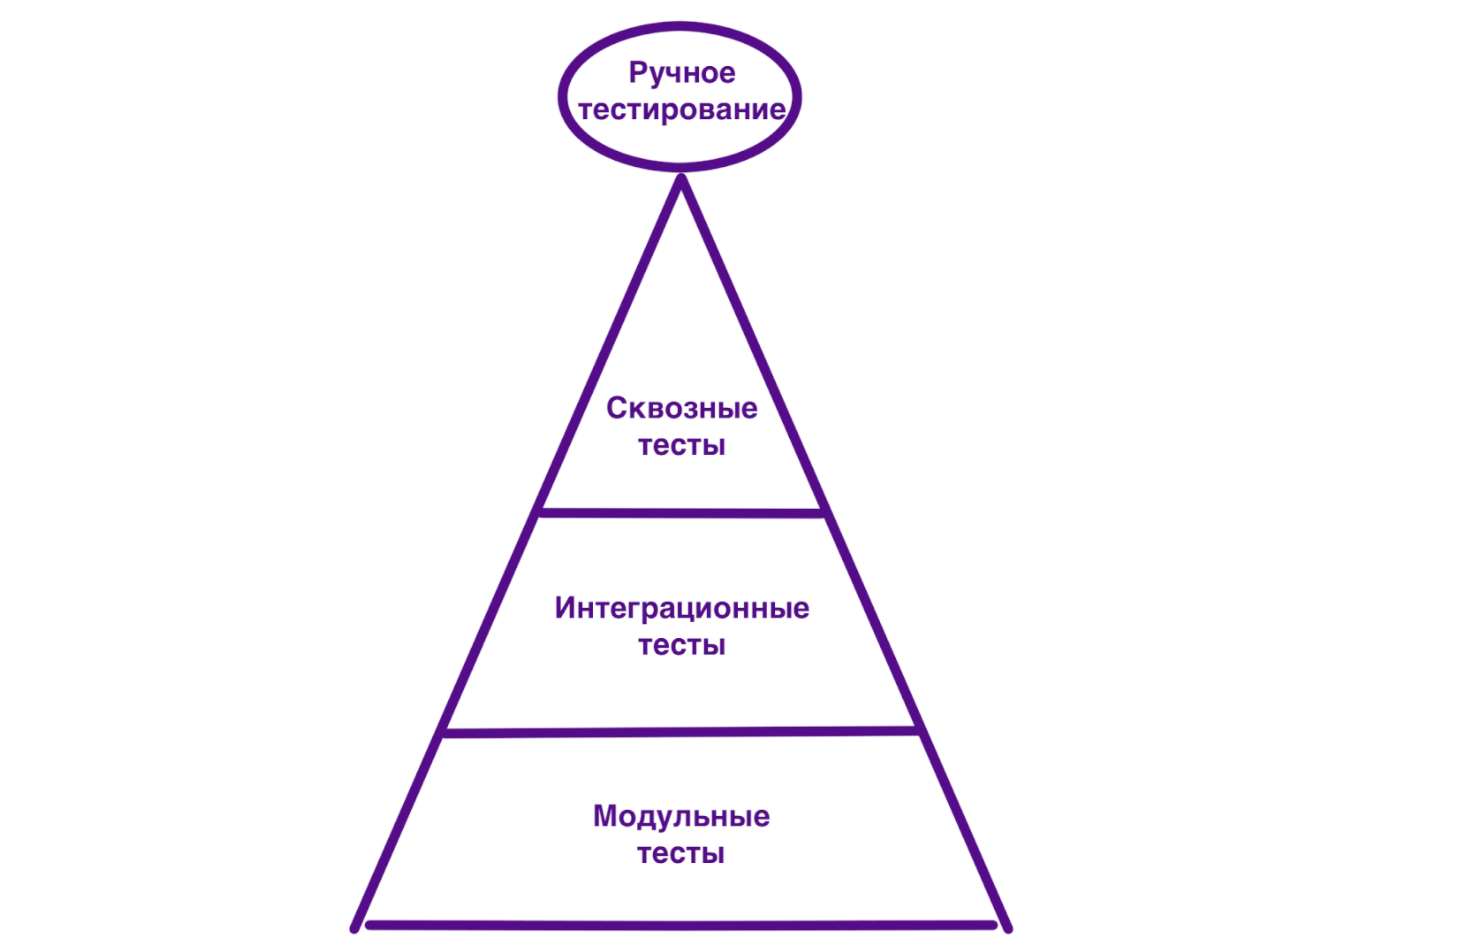 Ручное
тестирование
Сквозные
тесты
Интеграционные
тесты
Модульные
тесты